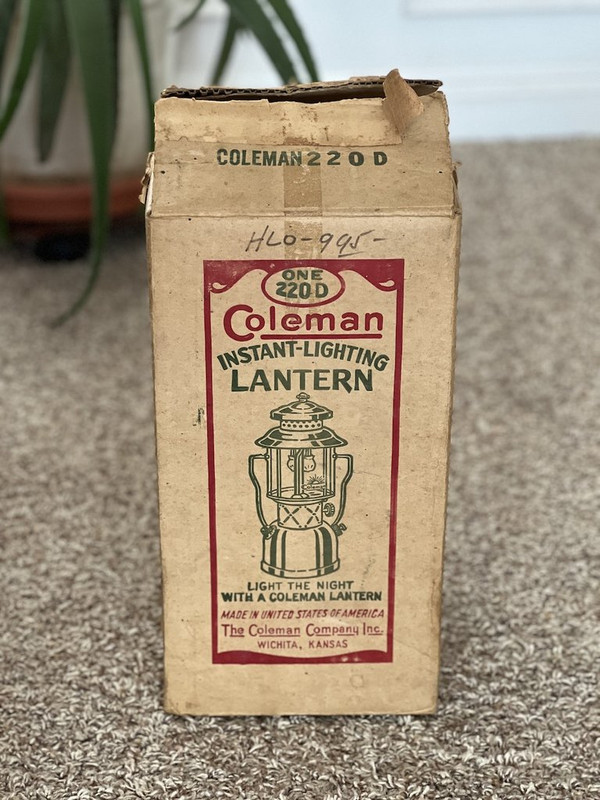 COLEMAN 220 D
HLO-995-
ONE
220 D
Coleman
INSTANT-LIGHTING
LANTERN
LIGHT THE NIGHT
WITH A COLEMAN LANTERN
MADE IN UNITED STATES OF AMERICA
The Coleman Company Inc.
WICHITA, KANSAS